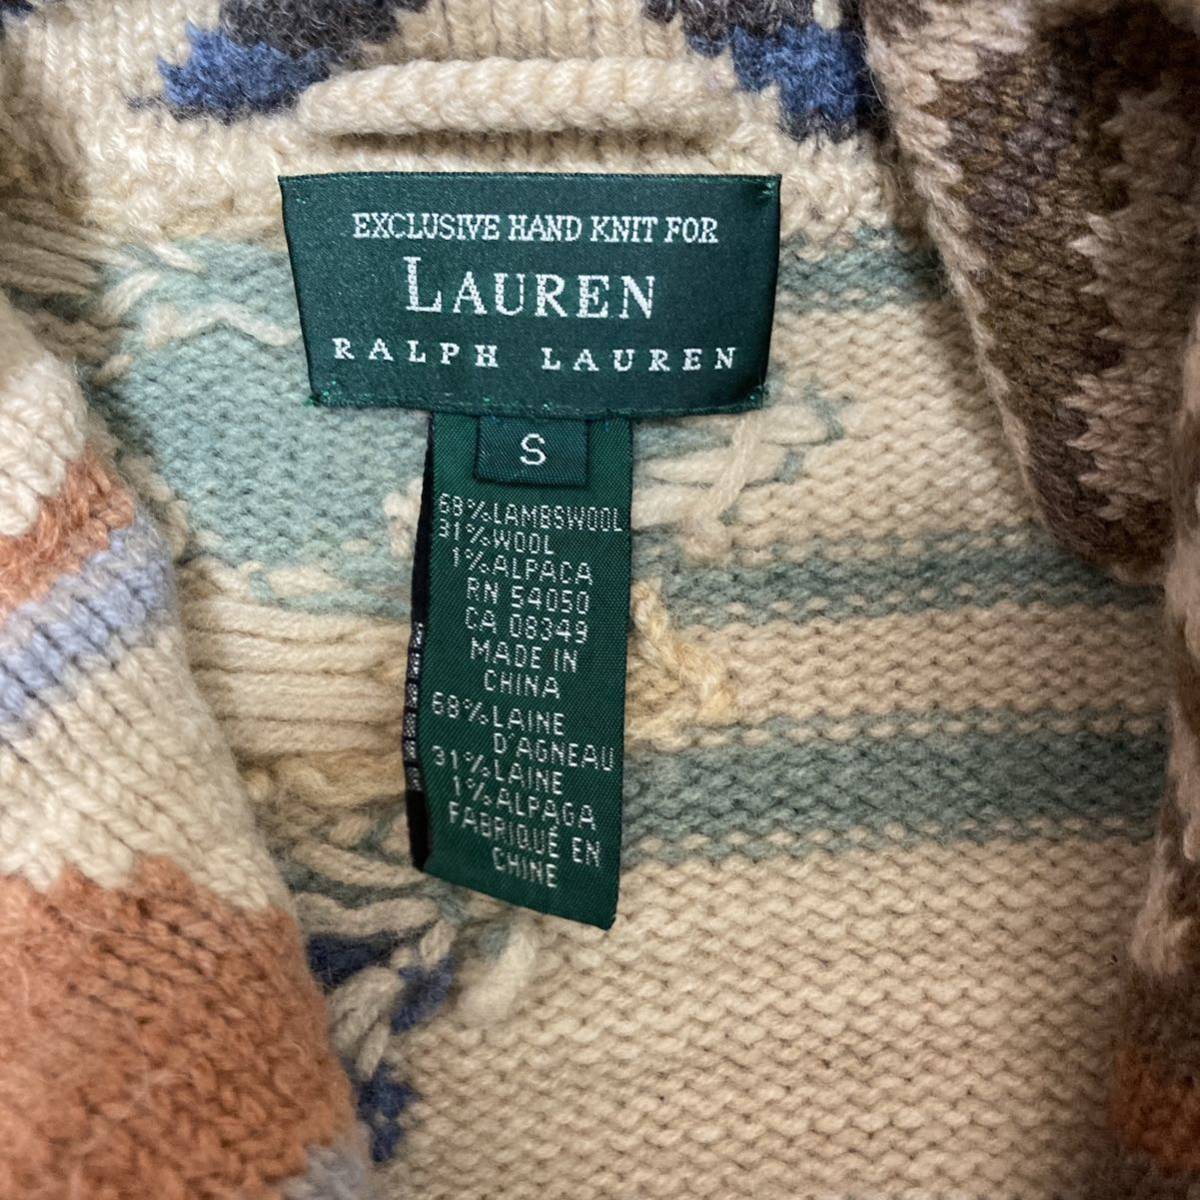 EXCLUSIVE HAND KNIT FOR
LAUREN
RALPH LAUREN
S
68%LAMBSWOOL
31%WOOL
1%ALPACA
RN 54050
CA 08349
MADE IN
CHINA
68%LAINE
D'AGNEAU
31%LAINE
1%ALPAGA
FABRIQUÉ EN
CHINE